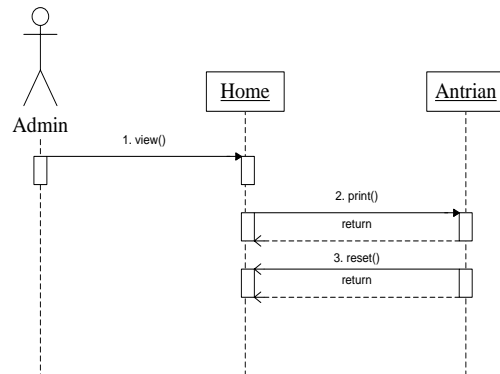 Home
Antrian
Admin
1. view()
2. print()
return
3. reset()
return